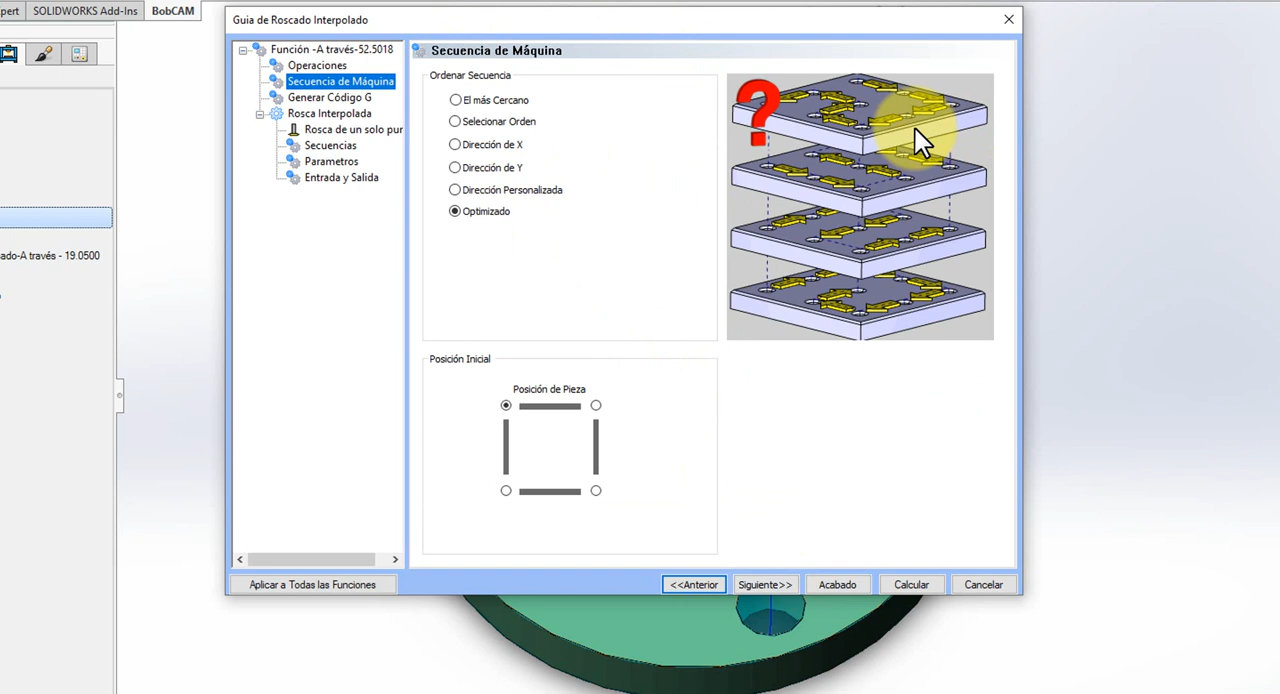 xpert SOLIDWORKS Add-Ins BobCAM
Guia de Roscado Interpolado
Función -A través-52.5018
Operaciones
Secuencia de Máquina
Generar Código G
Rosca Interpolada
Rosca de un solo pur
Secuencias
Parametros
Entrada y Salida
Secuencia de Máquina
Ordenar Secuencia
El más Cercano
Selecionar Orden
Dirección de X
Dirección de Y
Dirección Personalizada
Optimizado
?
Posición Inicial
Posición de Pieza
ado-A través - 19.0500
Aplicar a Todas las Funciones
<<Anterior
Siguiente>>
Acabado
Calcular
Cancelar